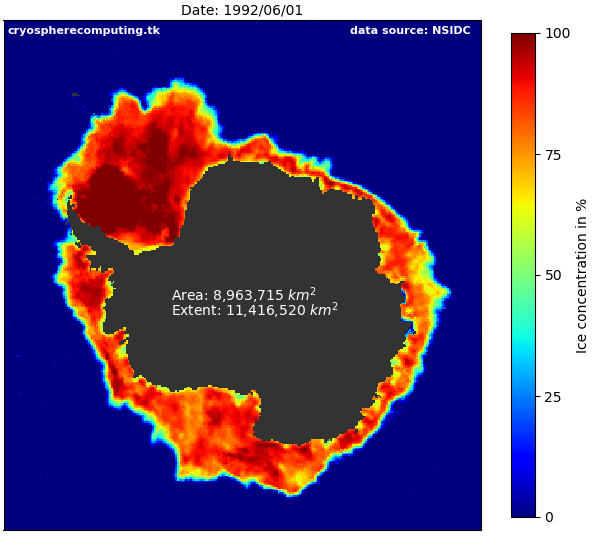 Date: 1992/06/01
cryospherecomputing.tk
data source: NSIDC
Area: 8,963,715 km²
Extent: 11,416,520 km²
100
75
50
25
0
Ice concentration in %